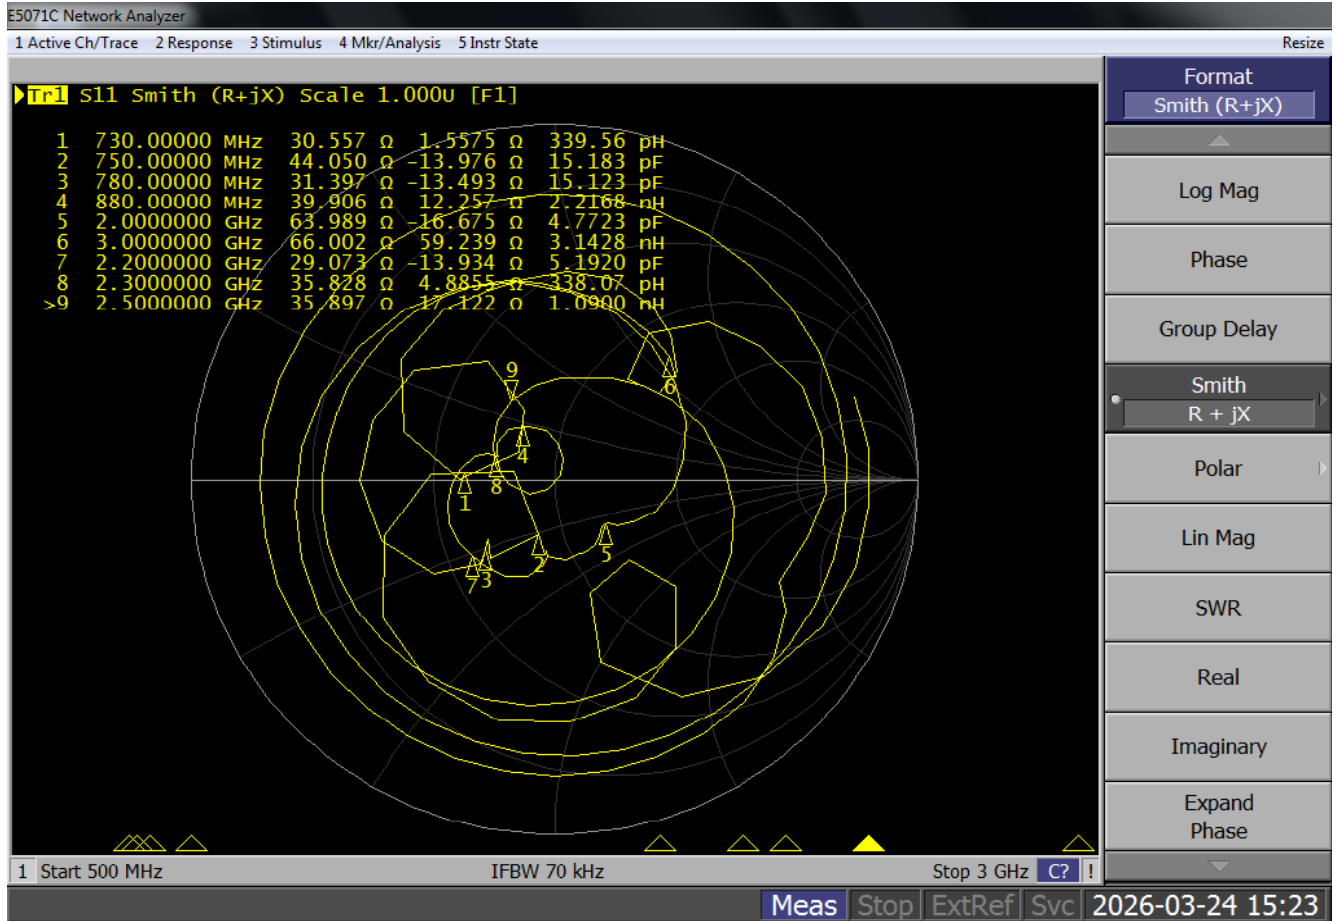 E5071C Network Analyzer
1 Active Ch/Trace 2 Response 3 Stimulus 4 Mkr/Analysis 5 Instr State Resize
Tr1 S11 Smith (R+jX) Scale 1.000U [F1]
1 730.00000 MHz 30.557 Ω 1.5575 Ω 339.56 pH
2 750.00000 MHz 44.050 Ω -13.976 Ω 15.183 pF
3 780.00000 MHz 31.397 Ω -13.493 Ω 15.123 pF
4 880.00000 MHz 39.906 Ω 12.257 Ω 2.2168 nH
5 2.0000000 GHz 63.989 Ω -16.675 Ω 4.7723 pF
6 3.0000000 GHz 66.002 Ω 59.239 Ω 3.1428 nH
7 2.2000000 GHz 29.073 Ω -13.934 Ω 5.1920 pF
8 2.3000000 GHz 35.828 Ω 4.8855 Ω 338.07 pH
>9 2.5000000 GHz 35.897 Ω 17.122 Ω 1.0900 nH
9
6
4
8
1
5
2
7
3
Format
Smith (R+jX)
Log Mag
Phase
Group Delay
Smith
R + jX
Polar
Lin Mag
SWR
Real
Imaginary
Expand
Phase
1 Start 500 MHz IFBW 70 kHz Stop 3 GHz C? !
Meas Stop ExtRef Svc 2026-03-24 15:23